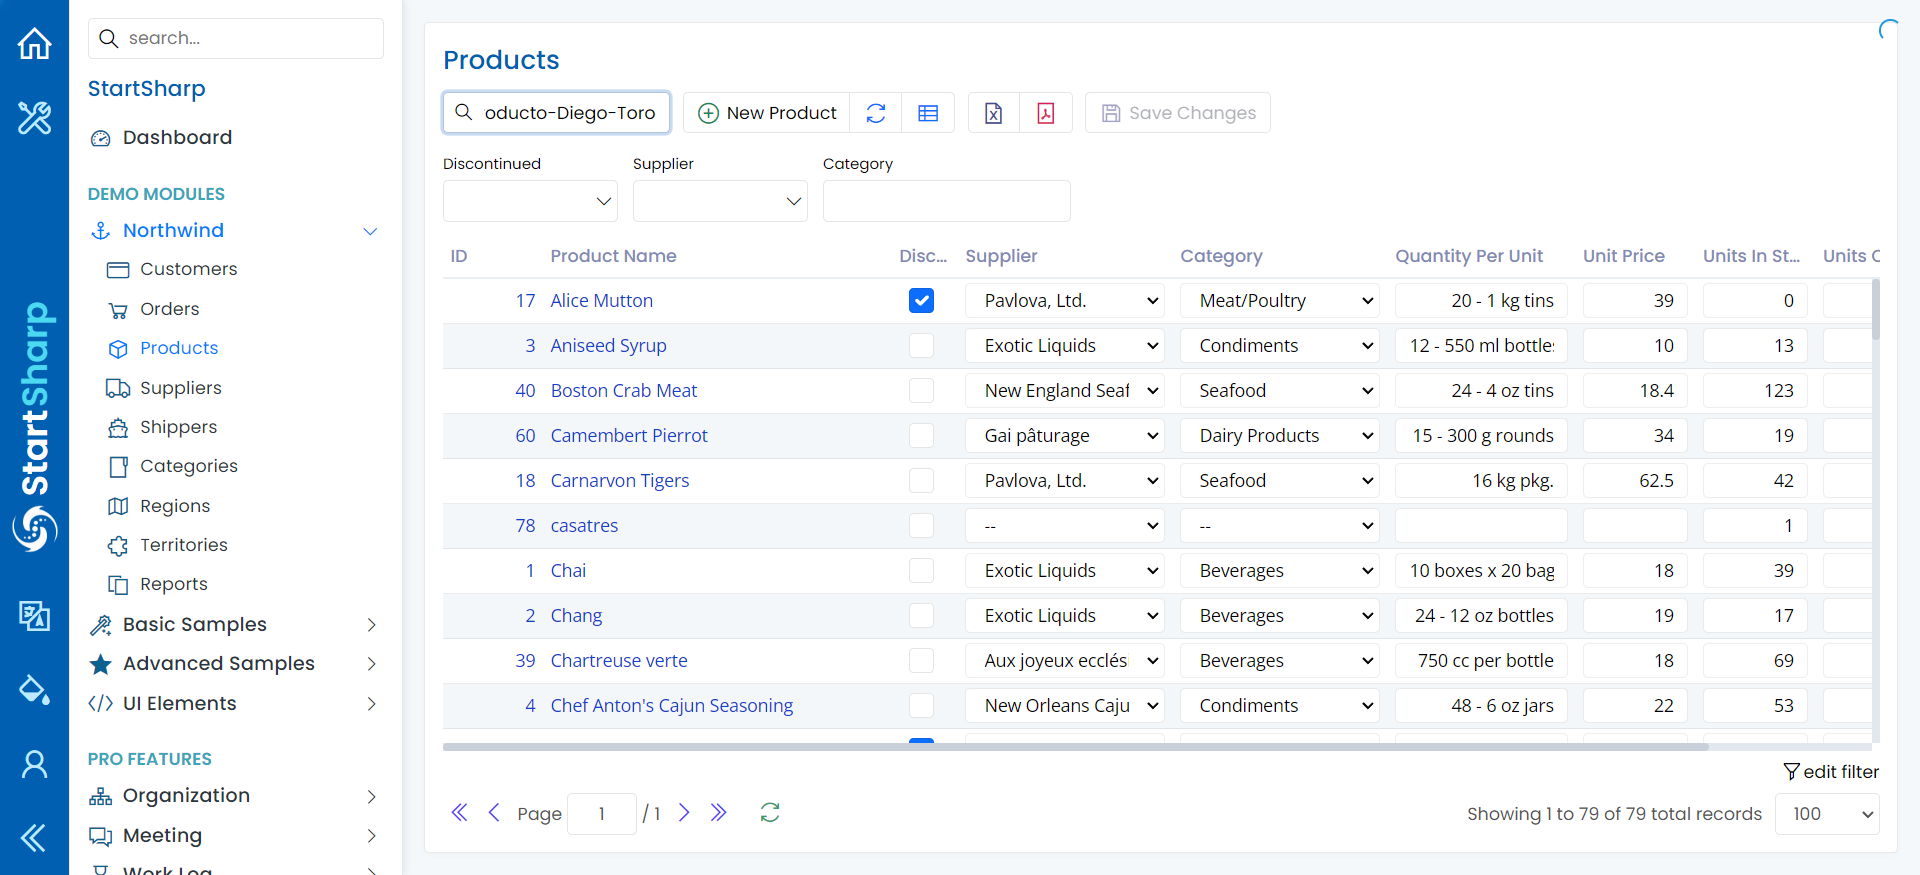 search...
StartSharp
Dashboard
DEMO MODULES
Northwind
Customers
Orders
Products
Suppliers
Shippers
Categories
Regions
Territories
Reports
Basic Samples
Advanced Samples
UI Elements
PRO FEATURES
Organization
Meeting
Work Log
StartSharp
Products
oducto-Diego-Toro
New Product
Save Changes
Discontinued Supplier Category
ID Product Name Disc... Supplier Category Quantity Per Unit Unit Price Units In St... Units
17 Alice Mutton Pavlova, Ltd. Meat/Poultry 20 - 1 kg tins 39 0
3 Aniseed Syrup Exotic Liquids Condiments 12 - 550 ml bottles 10 13
40 Boston Crab Meat New England Seaf Seafood 24 - 4 oz tins 18.4 123
60 Camembert Pierrot Gai pâturage Dairy Products 15 - 300 g rounds 34 19
18 Carnarvon Tigers Pavlova, Ltd. Seafood 16 kg pkg. 62.5 42
78 casatres -- -- 1
1 Chai Exotic Liquids Beverages 10 boxes x 20 bag 18 39
2 Chang Exotic Liquids Beverages 24 - 12 oz bottles 19 17
39 Chartreuse verte Aux joyeux ecclési Beverages 750 cc per bottle 18 69
4 Chef Anton's Cajun Seasoning New Orleans Caju Condiments 48 - 6 oz jars 22 53
edit filter
Page 1 / 1
Showing 1 to 79 of 79 total records 100